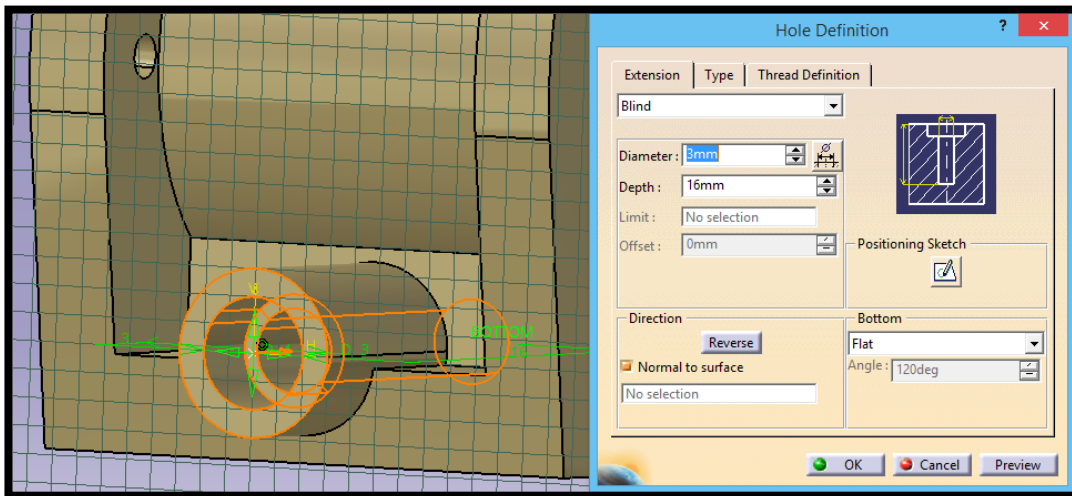 Hole Definition
?
×
Extension
Type
Thread Definition
Blind
Diameter :
3mm
Depth :
16mm
Limit :
No selection
Offset :
0mm
Positioning Sketch
Direction
Reverse
Normal to surface
No selection
Bottom
Flat
Angle :
120deg
OK
Cancel
Preview
V
H
BOTTOM
16